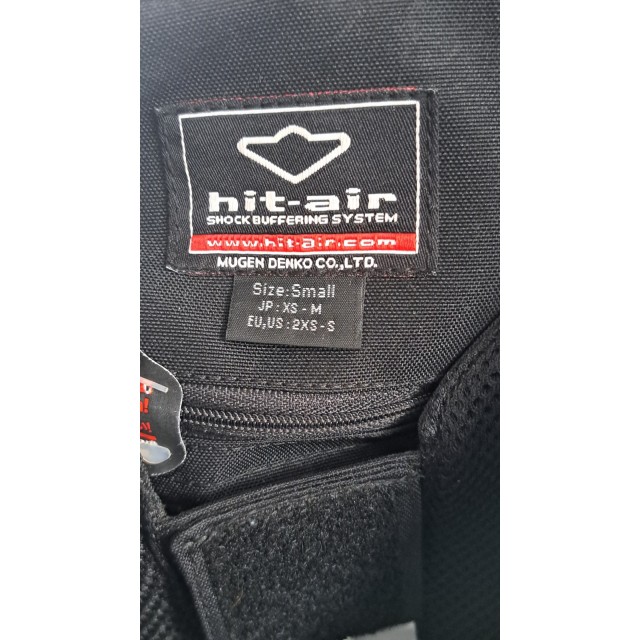 hit-air
SHOCK BUFFERING SYSTEM
www.hit-air.com
MUGEN DENKO CO.,LTD.
Size:Small
JP : XS - M
EU,US : 2XS-S